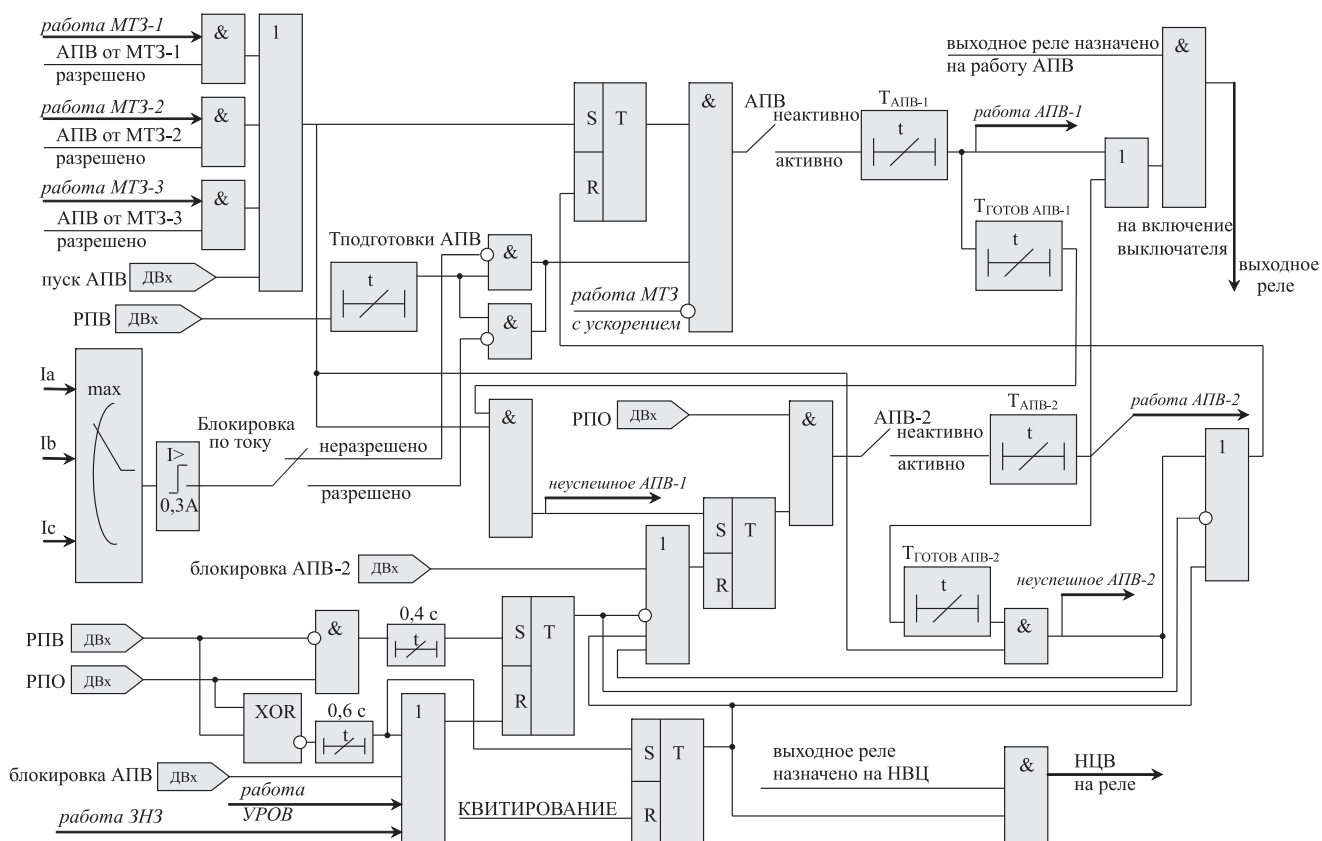 работа МТЗ-1
АПВ от МТЗ-1
разрешено
&
1
работа МТЗ-2
АПВ от МТЗ-2
разрешено
&
работа МТЗ-3
АПВ от МТЗ-3
разрешено
&
пуск АПВ
ДВх
РПВ
ДВх
Тподготовки АПВ
t
&
&
S
T
R
работа МТЗ
с ускорением
&
АПВ
неактивно
активно
TАПВ-1
t
работа АПВ-1
TГОТОВ АПВ-1
t
выходное реле назначено
на работу АПВ
&
1
на включение
выключателя
выходное
реле
Ia
Ib
Ic
max
I>
0,3А
Блокировка
по току
неразрешено
разрешено
&
неуспешное АПВ-1
РПО
ДВх
&
АПВ-2
неактивно
активно
TАПВ-2
t
работа АПВ-2
1
S
T
R
1
блокировка АПВ-2
ДВх
TГОТОВ АПВ-2
t
неуспешное АПВ-2
&
РПВ
ДВх
РПО
ДВх
&
0,4 с
t
S
T
R
XOR
0,6 с
t
1
блокировка АПВ
ДВх
работа
УРОВ
работа ЗНЗ
КВИТИРОВАНИЕ
S
T
R
выходное реле
назначено на НВЦ
&
НЦВ
на реле